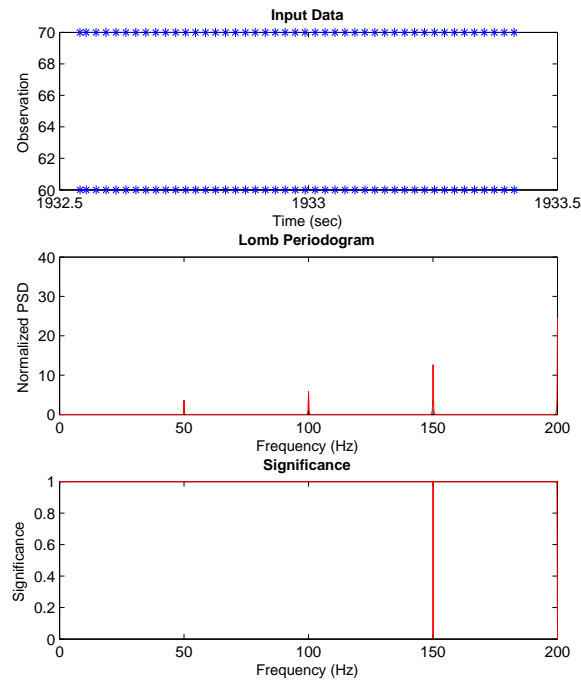 Input Data
70
68
66
64
62
60
Observation
1932.5 1933 1933.5
Time (sec)
Lomb Periodogram
40
30
20
10
0
Normalized PSD
0 50 100 150 200
Frequency (Hz)
Significance
1
0.8
0.6
0.4
0.2
0
Significance
0 50 100 150 200
Frequency (Hz)